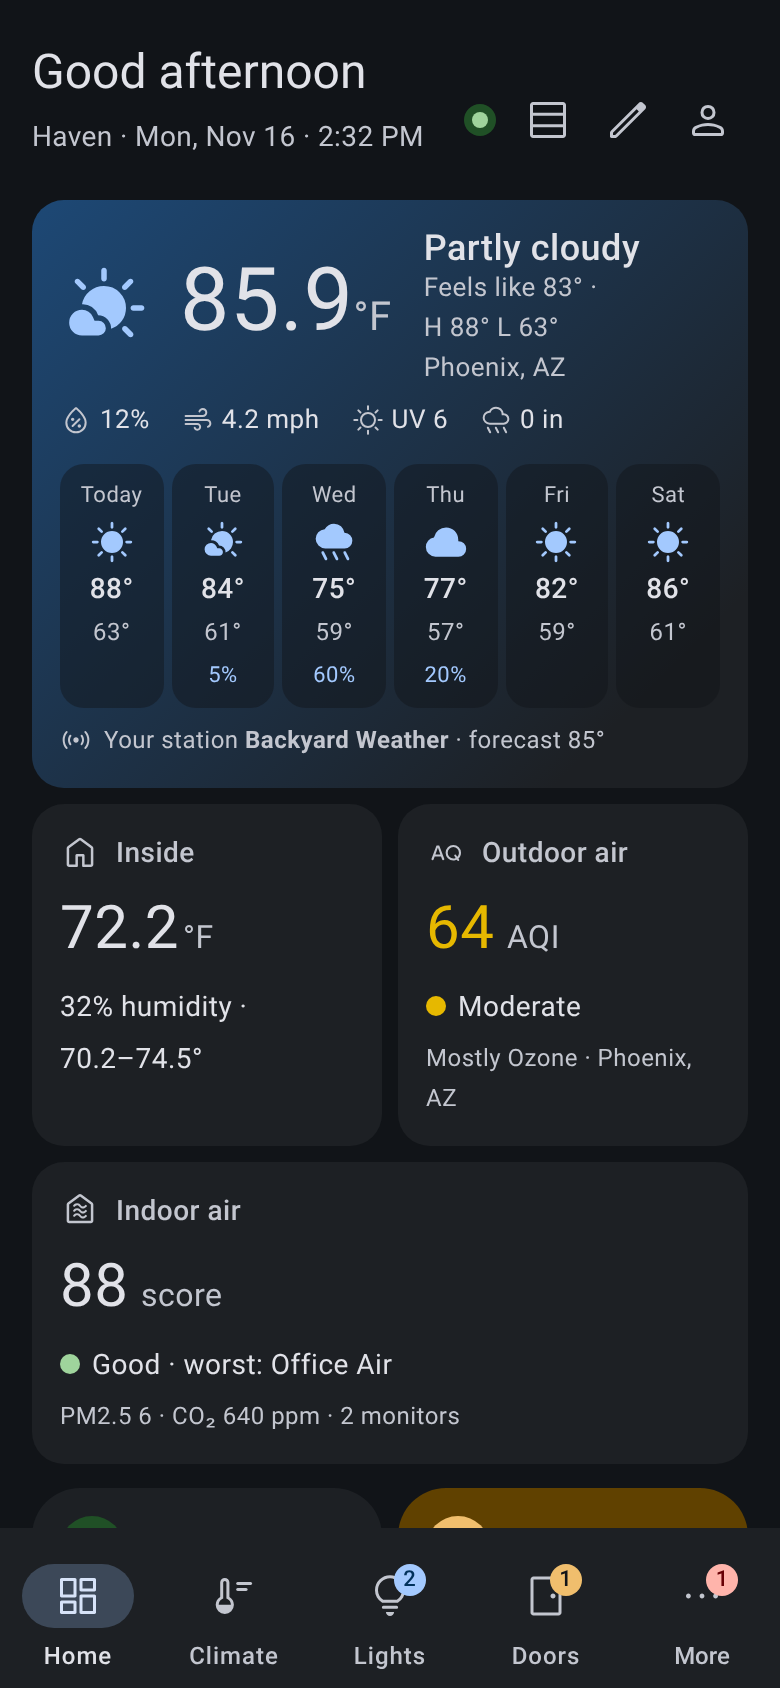 Good afternoon
Haven · Mon, Nov 16 · 2:32 PM
85.9°F
Partly cloudy
Feels like 83° ·
H 88° L 63°
Phoenix, AZ
12% 4.2 mph UV 6 0 in
Today Tue Wed Thu Fri Sat
88° 84° 75° 77° 82° 86°
63° 61° 59° 57° 59° 61°
5% 60% 20%
Your station Backyard Weather · forecast 85°
Inside
72.2°F
32% humidity ·
70.2–74.5°
AQ Outdoor air
64 AQI
Moderate
Mostly Ozone · Phoenix,
AZ
Indoor air
88 score
Good · worst: Office Air
PM2.5 6 · CO₂ 640 ppm · 2 monitors
2 1 1
Home Climate Lights Doors More